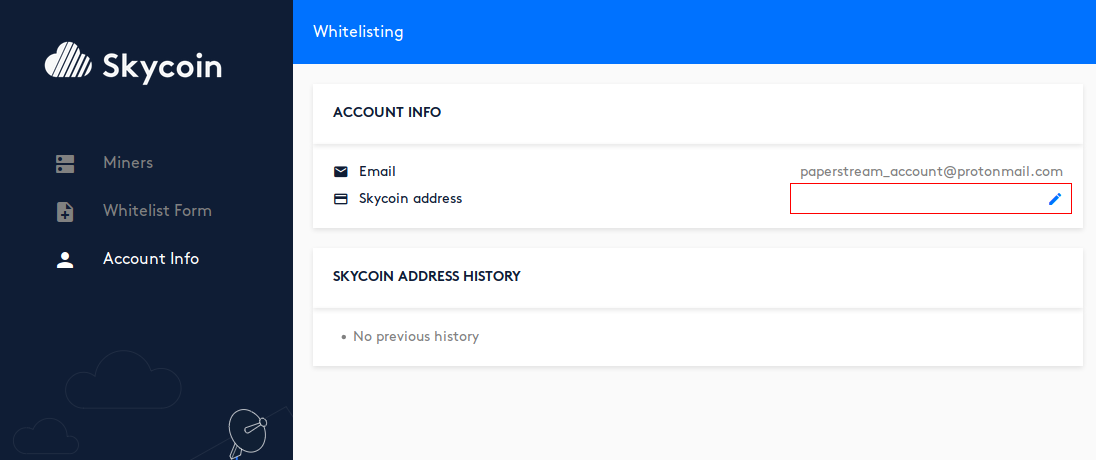 Skycoin
Miners
Whitelist Form
Account Info
Whitelisting
ACCOUNT INFO
Email paperstream_account@protonmail.com
Skycoin address
SKYCOIN ADDRESS HISTORY
• No previous history